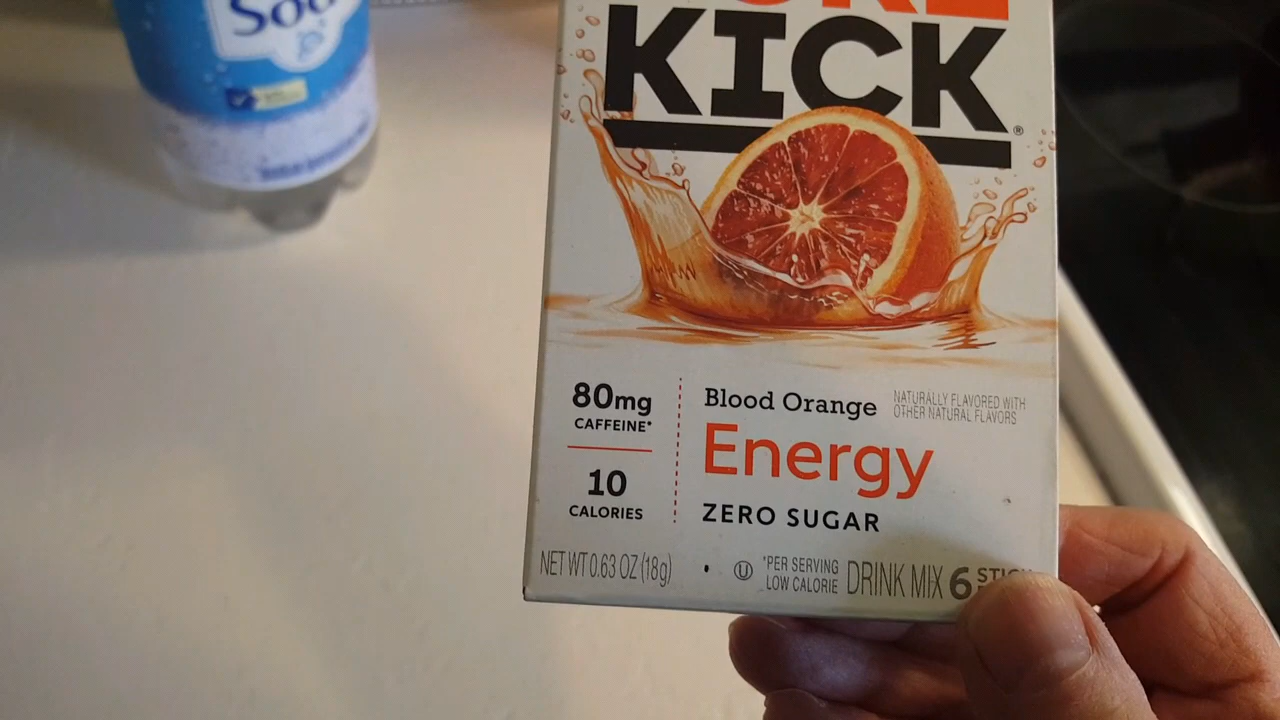 Sod
KICK®
80mg
CAFFEINE*
10
CALORIES
Blood Orange
NATURALLY FLAVORED WITH
OTHER NATURAL FLAVORS
Energy
ZERO SUGAR
NET WT 0.63 OZ (18g)
•
U
*PER SERVING
LOW CALORIE
DRINK MIX 6